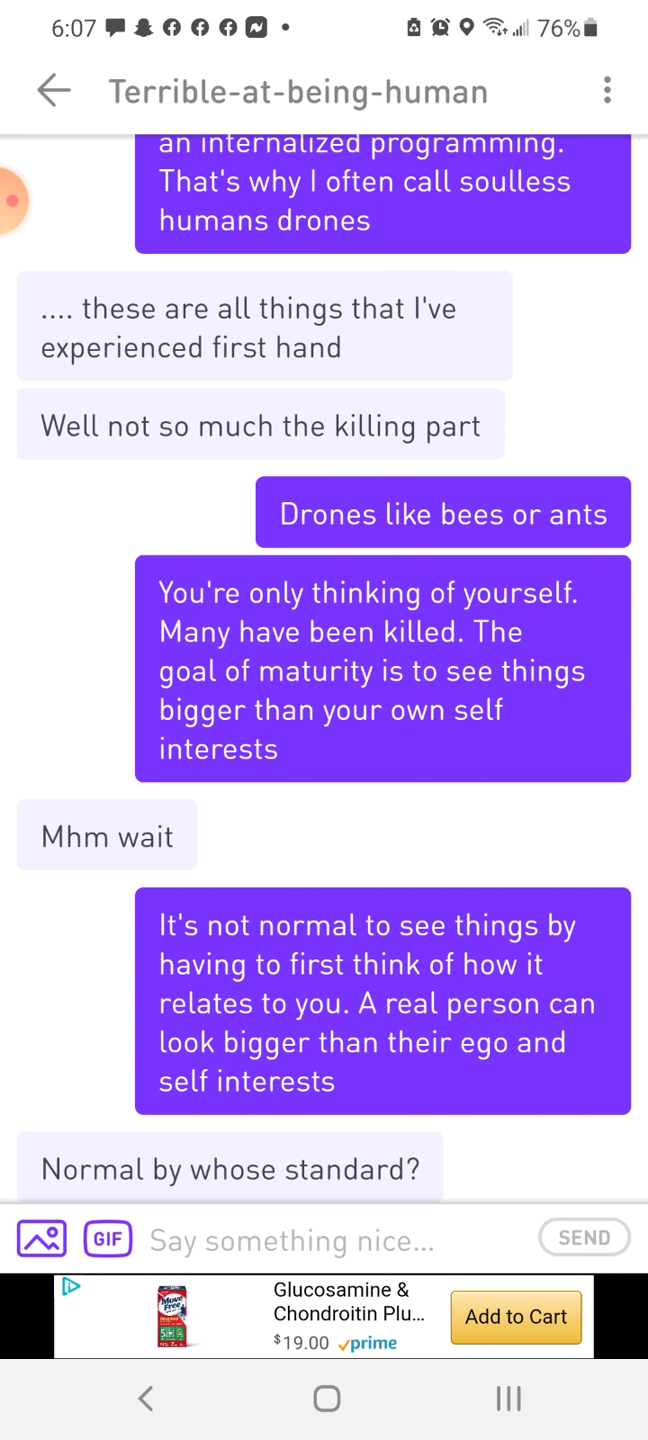 6:07
76%
Terrible-at-being-human
an internalized programming.
That's why I often call soulless
humans drones
.... these are all things that I've
experienced first hand
Well not so much the killing part
Drones like bees or ants
You're only thinking of yourself.
Many have been killed. The
goal of maturity is to see things
bigger than your own self
interests
Mhm wait
It's not normal to see things by
having to first think of how it
relates to you. A real person can
look bigger than their ego and
self interests
Normal by whose standard?
GIF
Say something nice...
SEND
Move
Free
Glucosamine &
Chondroitin Plu...
$19.00 prime
Add to Cart